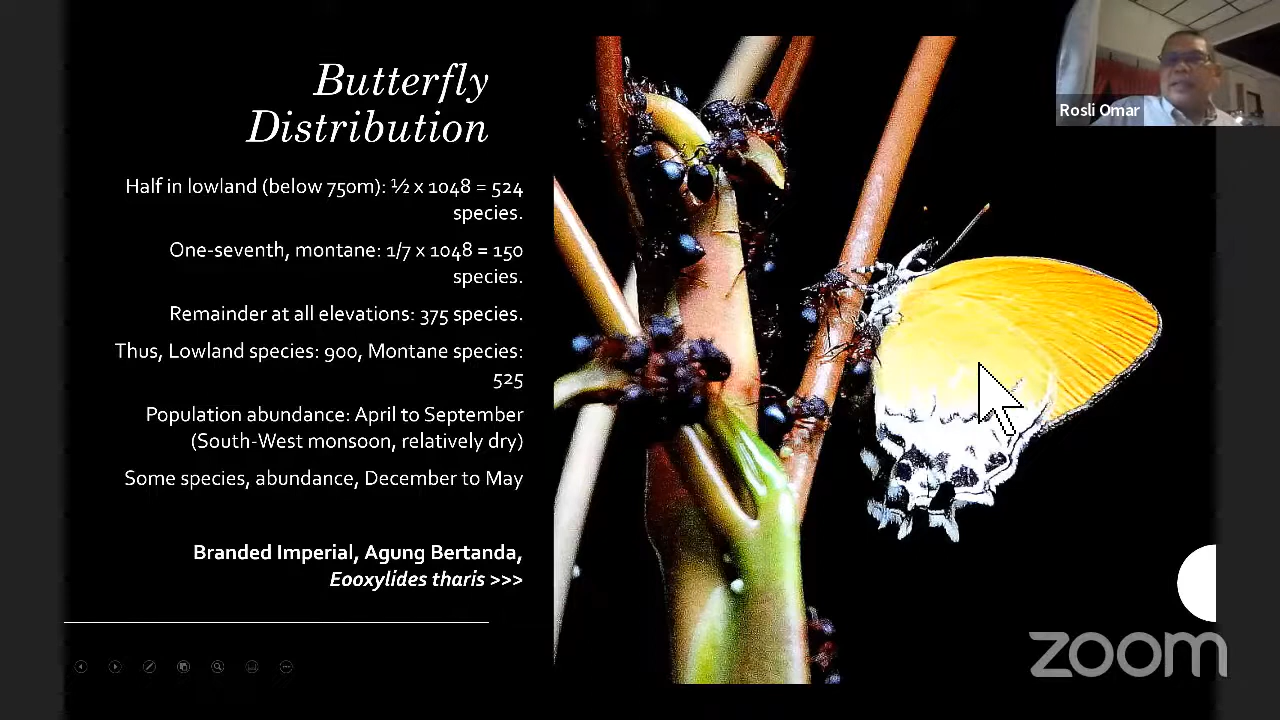 Butterfly
Distribution
Half in lowland (below 750m): ½ x 1048 = 524
species.
One-seventh, montane: 1/7 x 1048 = 150
species.
Remainder at all elevations: 375 species.
Thus, Lowland species: 900, Montane species:
525
Population abundance: April to September
(South-West monsoon, relatively dry)
Some species, abundance, December to May
Branded Imperial, Agung Bertanda,
Eooxylides tharis >>>
Rosli Omar
zoom